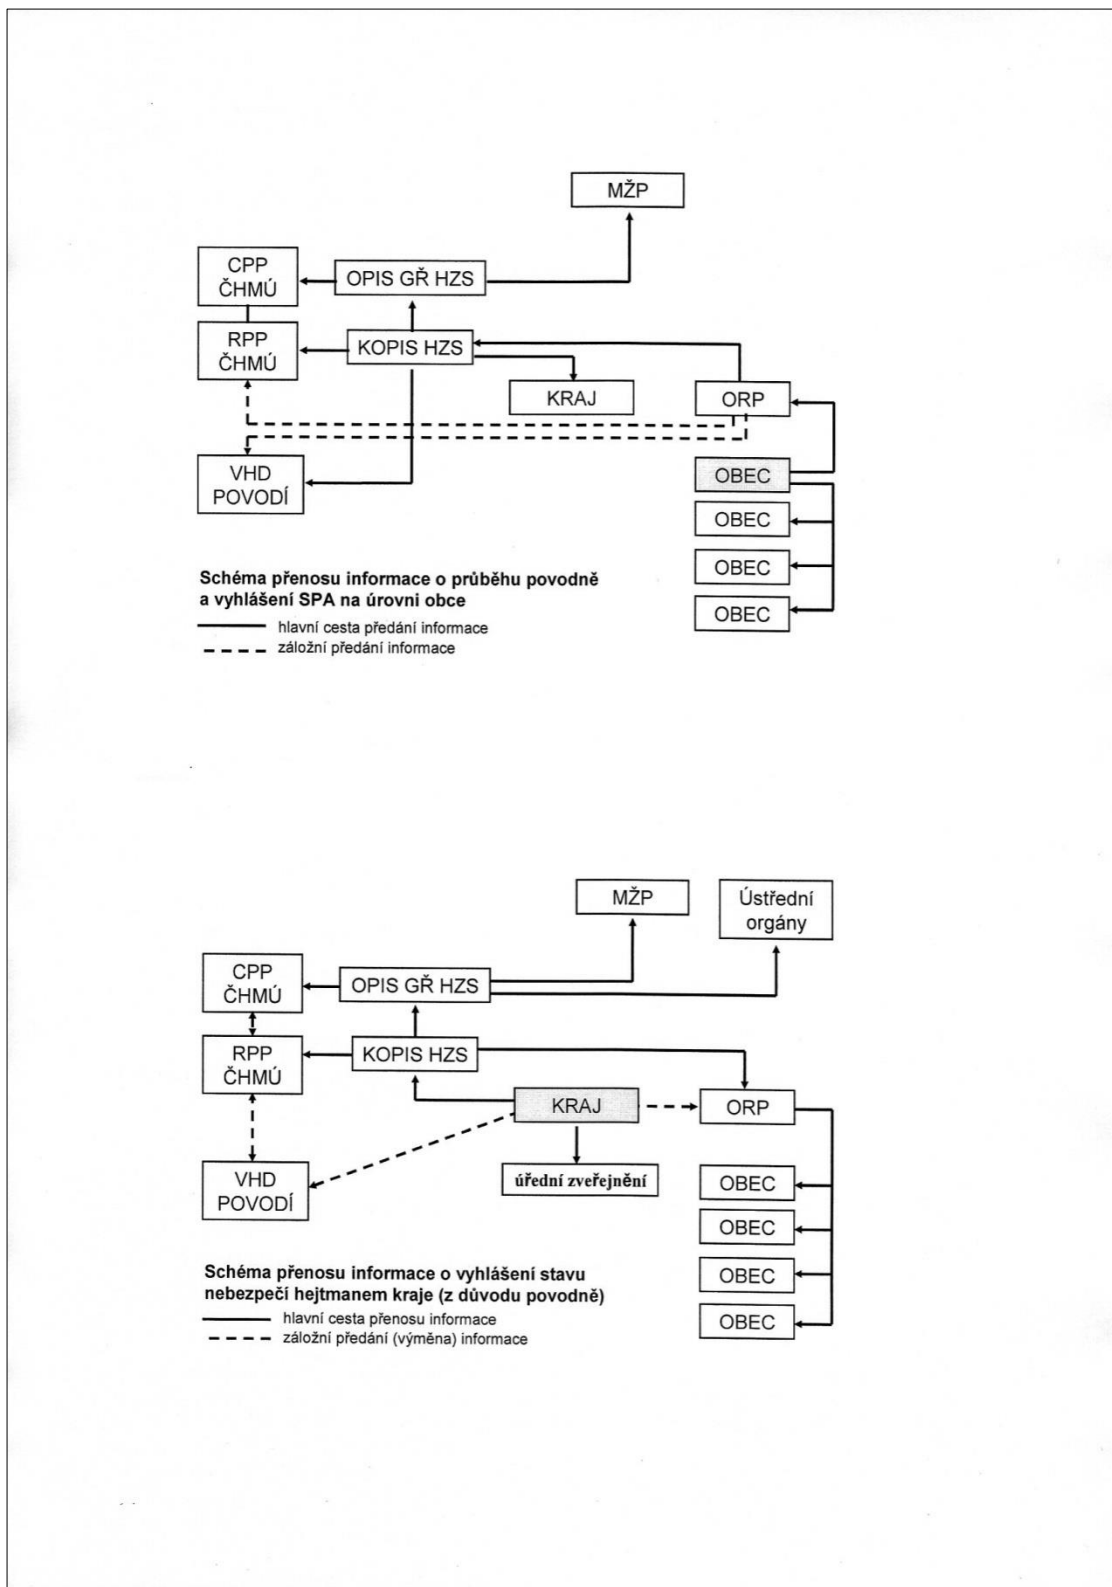 MŽP
CPP
ČHMÚ
OPIS GŘ HZS
RPP
ČHMÚ
KOPIS HZS
KRAJ
ORP
VHD
POVODÍ
OBEC
OBEC
OBEC
OBEC
Schéma přenosu informace o průběhu povodně
a vyhlášení SPA na úrovni obce
hlavní cesta předání informace
záložní předání informace
MŽP
Ústřední
orgány
CPP
ČHMÚ
OPIS GŘ HZS
RPP
ČHMÚ
KOPIS HZS
KRAJ
ORP
VHD
POVODÍ
úřední zveřejnění
OBEC
OBEC
OBEC
OBEC
Schéma přenosu informace o vyhlášení stavu
nebezpečí hejtmanem kraje (z důvodu povodně)
hlavní cesta přenosu informace
záložní předání (výměna) informace